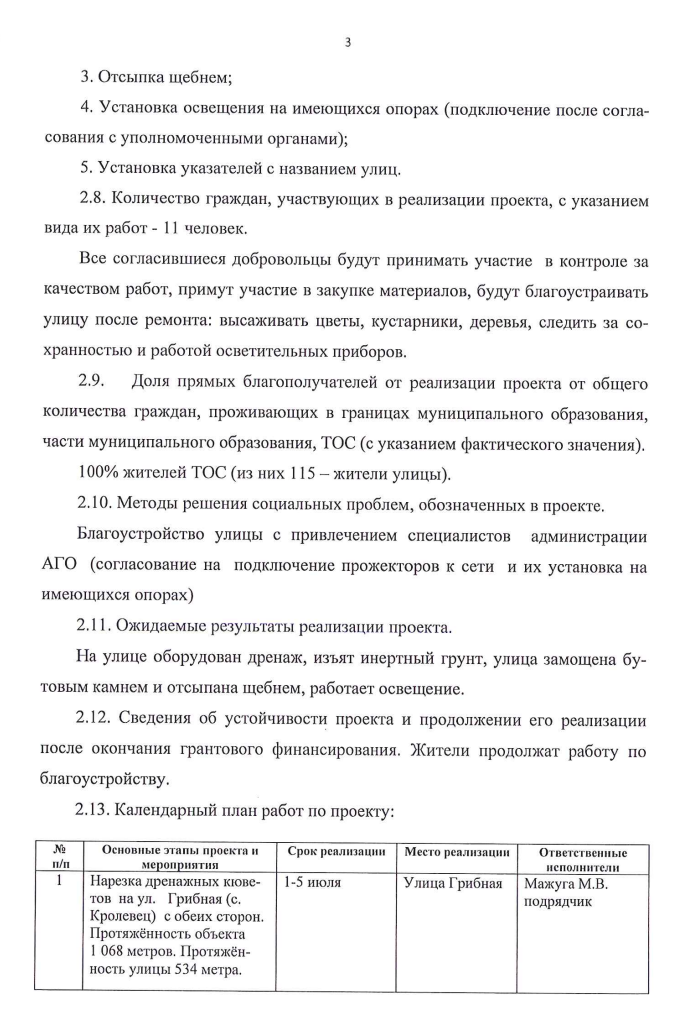 3
3. Отсыпка щебнем;
4. Установка освещения на имеющихся опорах (подключение после согла-
сования с уполномоченными органами);
5. Установка указателей с названием улиц.
2.8. Количество граждан, участвующих в реализации проекта, с указанием
вида их работ - 11 человек.
Все согласившиеся добровольцы будут принимать участие в контроле за
качеством работ, примут участие в закупке материалов, будут благоустраивать
улицу после ремонта: высаживать цветы, кустарники, деревья, следить за со-
хранностью и работой осветительных приборов.
2.9. Доля прямых благополучателей от реализации проекта от общего
количества граждан, проживающих в границах муниципального образования,
части муниципального образования, ТОС (с указанием фактического значения).
100% жителей ТОС (из них 115 – жители улицы).
2.10. Методы решения социальных проблем, обозначенных в проекте.
Благоустройство улицы с привлечением специалистов администрации
АГО (согласование на подключение прожекторов к сети и их установка на
имеющихся опорах)
2.11. Ожидаемые результаты реализации проекта.
На улице оборудован дренаж, изъят инертный грунт, улица замощена бу-
товым камнем и отсыпана щебнем, работает освещение.
2.12. Сведения об устойчивости проекта и продолжении его реализации
после окончания грантового финансирования. Жители продолжат работу по
благоустройству.
2.13. Календарный план работ по проекту:
№ Основные этапы проекта и Срок реализации Место реализации Ответственные
п/п мероприятия исполнители
1 Нарезка дренажных кюве- 1-5 июля Улица Грибная Мажуга М.В.
тов на ул. Грибная (с. подрядчик
Кролевец) с обеих сторон.
Протяжённость объекта
1 068 метров. Протяжён-
ность улицы 534 метра.